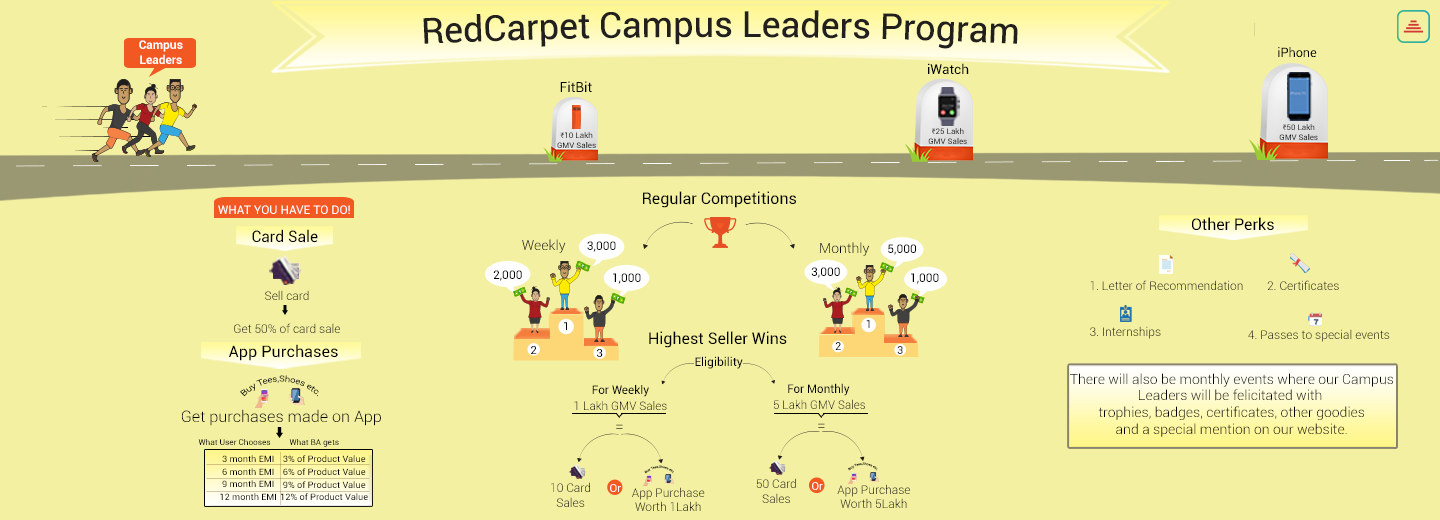 RedCarpet Campus Leaders Program
Campus
Leaders
FitBit
₹10 Lakh
GMV Sales
iWatch
₹25 Lakh
GMV Sales
iPhone
₹50 Lakh
GMV Sales
WHAT YOU HAVE TO DO!
Card Sale
Sell card
Get 50% of card sale
App Purchases
Buy Tees,Shoes etc.
Get purchases made on App
What User Chooses What BA gets
3 month EMI 3% of Product Value
6 month EMI 6% of Product Value
9 month EMI 9% of Product Value
12 month EMI 12% of Product Value
Regular Competitions
Weekly
3,000
2,000
1,000
1
2
3
Monthly
5,000
3,000
1,000
1
2
3
Highest Seller Wins
Eligibility
For Weekly
1 Lakh GMV Sales
=
10 Card
Sales
Or
Buy Tees,Shoes etc.
App Purchase
Worth 1Lakh
For Monthly
5 Lakh GMV Sales
=
50 Card
Sales
Or
Buy Tees,Shoes etc.
App Purchase
Worth 5Lakh
Other Perks
1. Letter of Recommendation
2. Certificates
3. Internships
7
4. Passes to special events
There will also be monthly events where our Campus
Leaders will be felicitated with
trophies, badges, certificates, other goodies
and a special mention on our website.